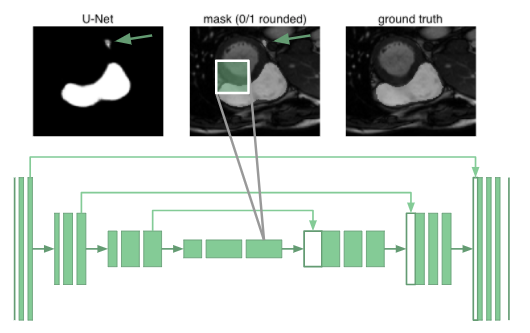 U-Net
mask (0/1 rounded)
ground truth